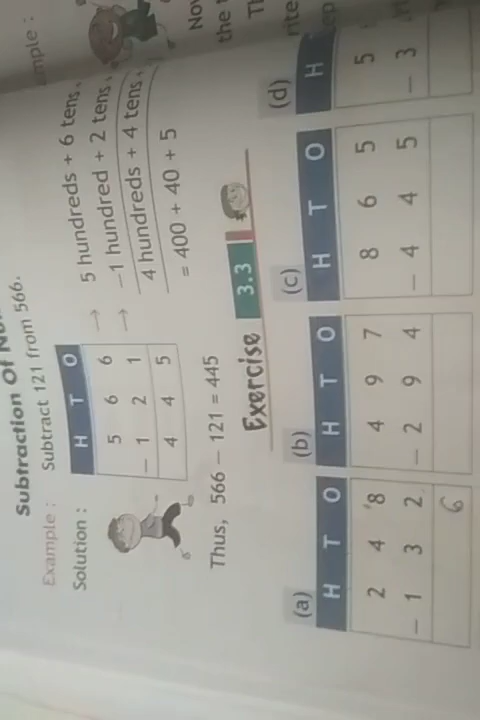 Subtraction Of
Example : Subtract 121 from 566.
Solution :
H T O
5 6 6 → 5 hundreds + 6 tens
– 1 2 1 → –1 hundred + 2 tens
4 4 5 4 hundreds + 4 tens
= 400 + 40 + 5
Thus, 566 – 121 = 445
Exercise 3.3
(a) (b) (c) (d)
H T O H T O H T O H
2 4 8 4 9 7 8 6 5 5
– 1 3 2 – 2 9 4 – 4 4 5 – 3
6
the